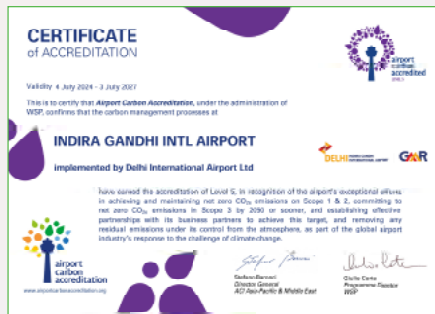 CERTIFICATE
of ACCREDITATION
airport
carbon
accredited
Validity 4 July 2024 - 3 July 2027
This is to certify that Airport Carbon Accreditation, under the administration of
WSP, confirms that the carbon management processes at
INDIRA GANDHI INTL AIRPORT
implemented by Delhi International Airport Ltd
DELHI
GMR
have earned the accreditation of Level 5, in recognition of the airport's exceptional efforts
in achieving and maintaining net zero CO₂ emissions on Scope 1 & 2, committing to
net zero CO₂ emissions in Scope 3 by 2050 or sooner, and establishing effective
partnerships with its business partners to achieve this target, and removing any
residual emissions under its control from the atmosphere, as part of the global airport
industry's response to the challenge of climate change.
airport
carbon
accreditation
www.airportcarbonaccreditation.org
Stefano Baronci
Director General
ACI Asia-Pacific & Middle East
Programme Director
WSP